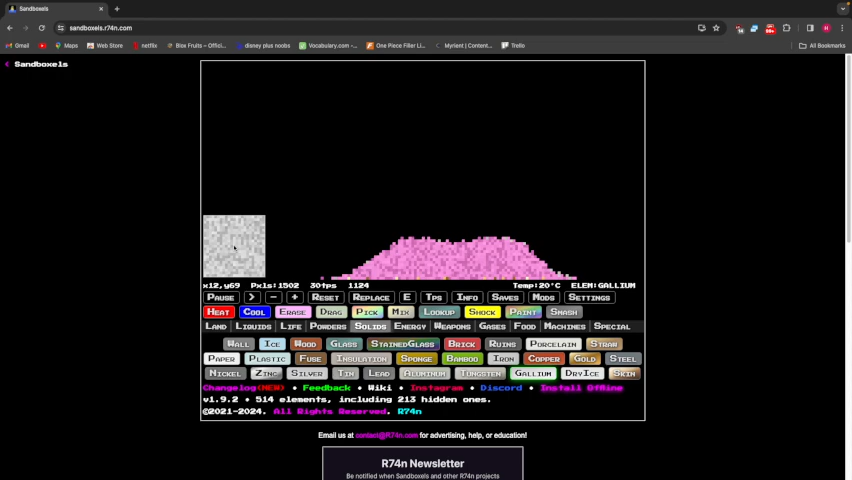 Sandboxels
sandboxels.r74n.com
Gmail
Maps
Web Store
netflix
Blox Fruits – Offici...
disney plus noobs
Vocabulary.com –...
One Piece Filler Li...
Myrient | Content...
Trello
All Bookmarks
Sandboxels
x12,y69 Pxls:1502 30tps 1124 Temp:20°C ELEM:GALLIUM
PAUSE > - + RESET REPLACE E TPS INFO SAVES MODS SETTINGS
HEAT COOL ERASE DRAG PICK MIX LOOKUP SHOCK PAINT SMASH
LAND LIQUIDS LIFE POWDERS SOLIDS ENERGY WEAPONS GASES FOOD MACHINES SPECIAL
WALL ICE WOOD GLASS STAINEDGLASS BRICK RUINS PORCELAIN STRAW
PAPER PLASTIC FUSE INSULATION SPONGE BAMBOO IRON COPPER GOLD STEEL
NICKEL ZINC SILVER TIN LEAD ALUMINUM TUNGSTEN GALLIUM DRYICE SKIN
Changelog(NEW) • Feedback • Wiki • Instagram • Discord • Install Offline
v1.9.2 • 514 elements, including 213 hidden ones.
©2021-2024. All Rights Reserved. R74n
Email us at contact@R74n.com for advertising, help, or education!
R74n Newsletter
Be notified when Sandboxels and other R74n projects